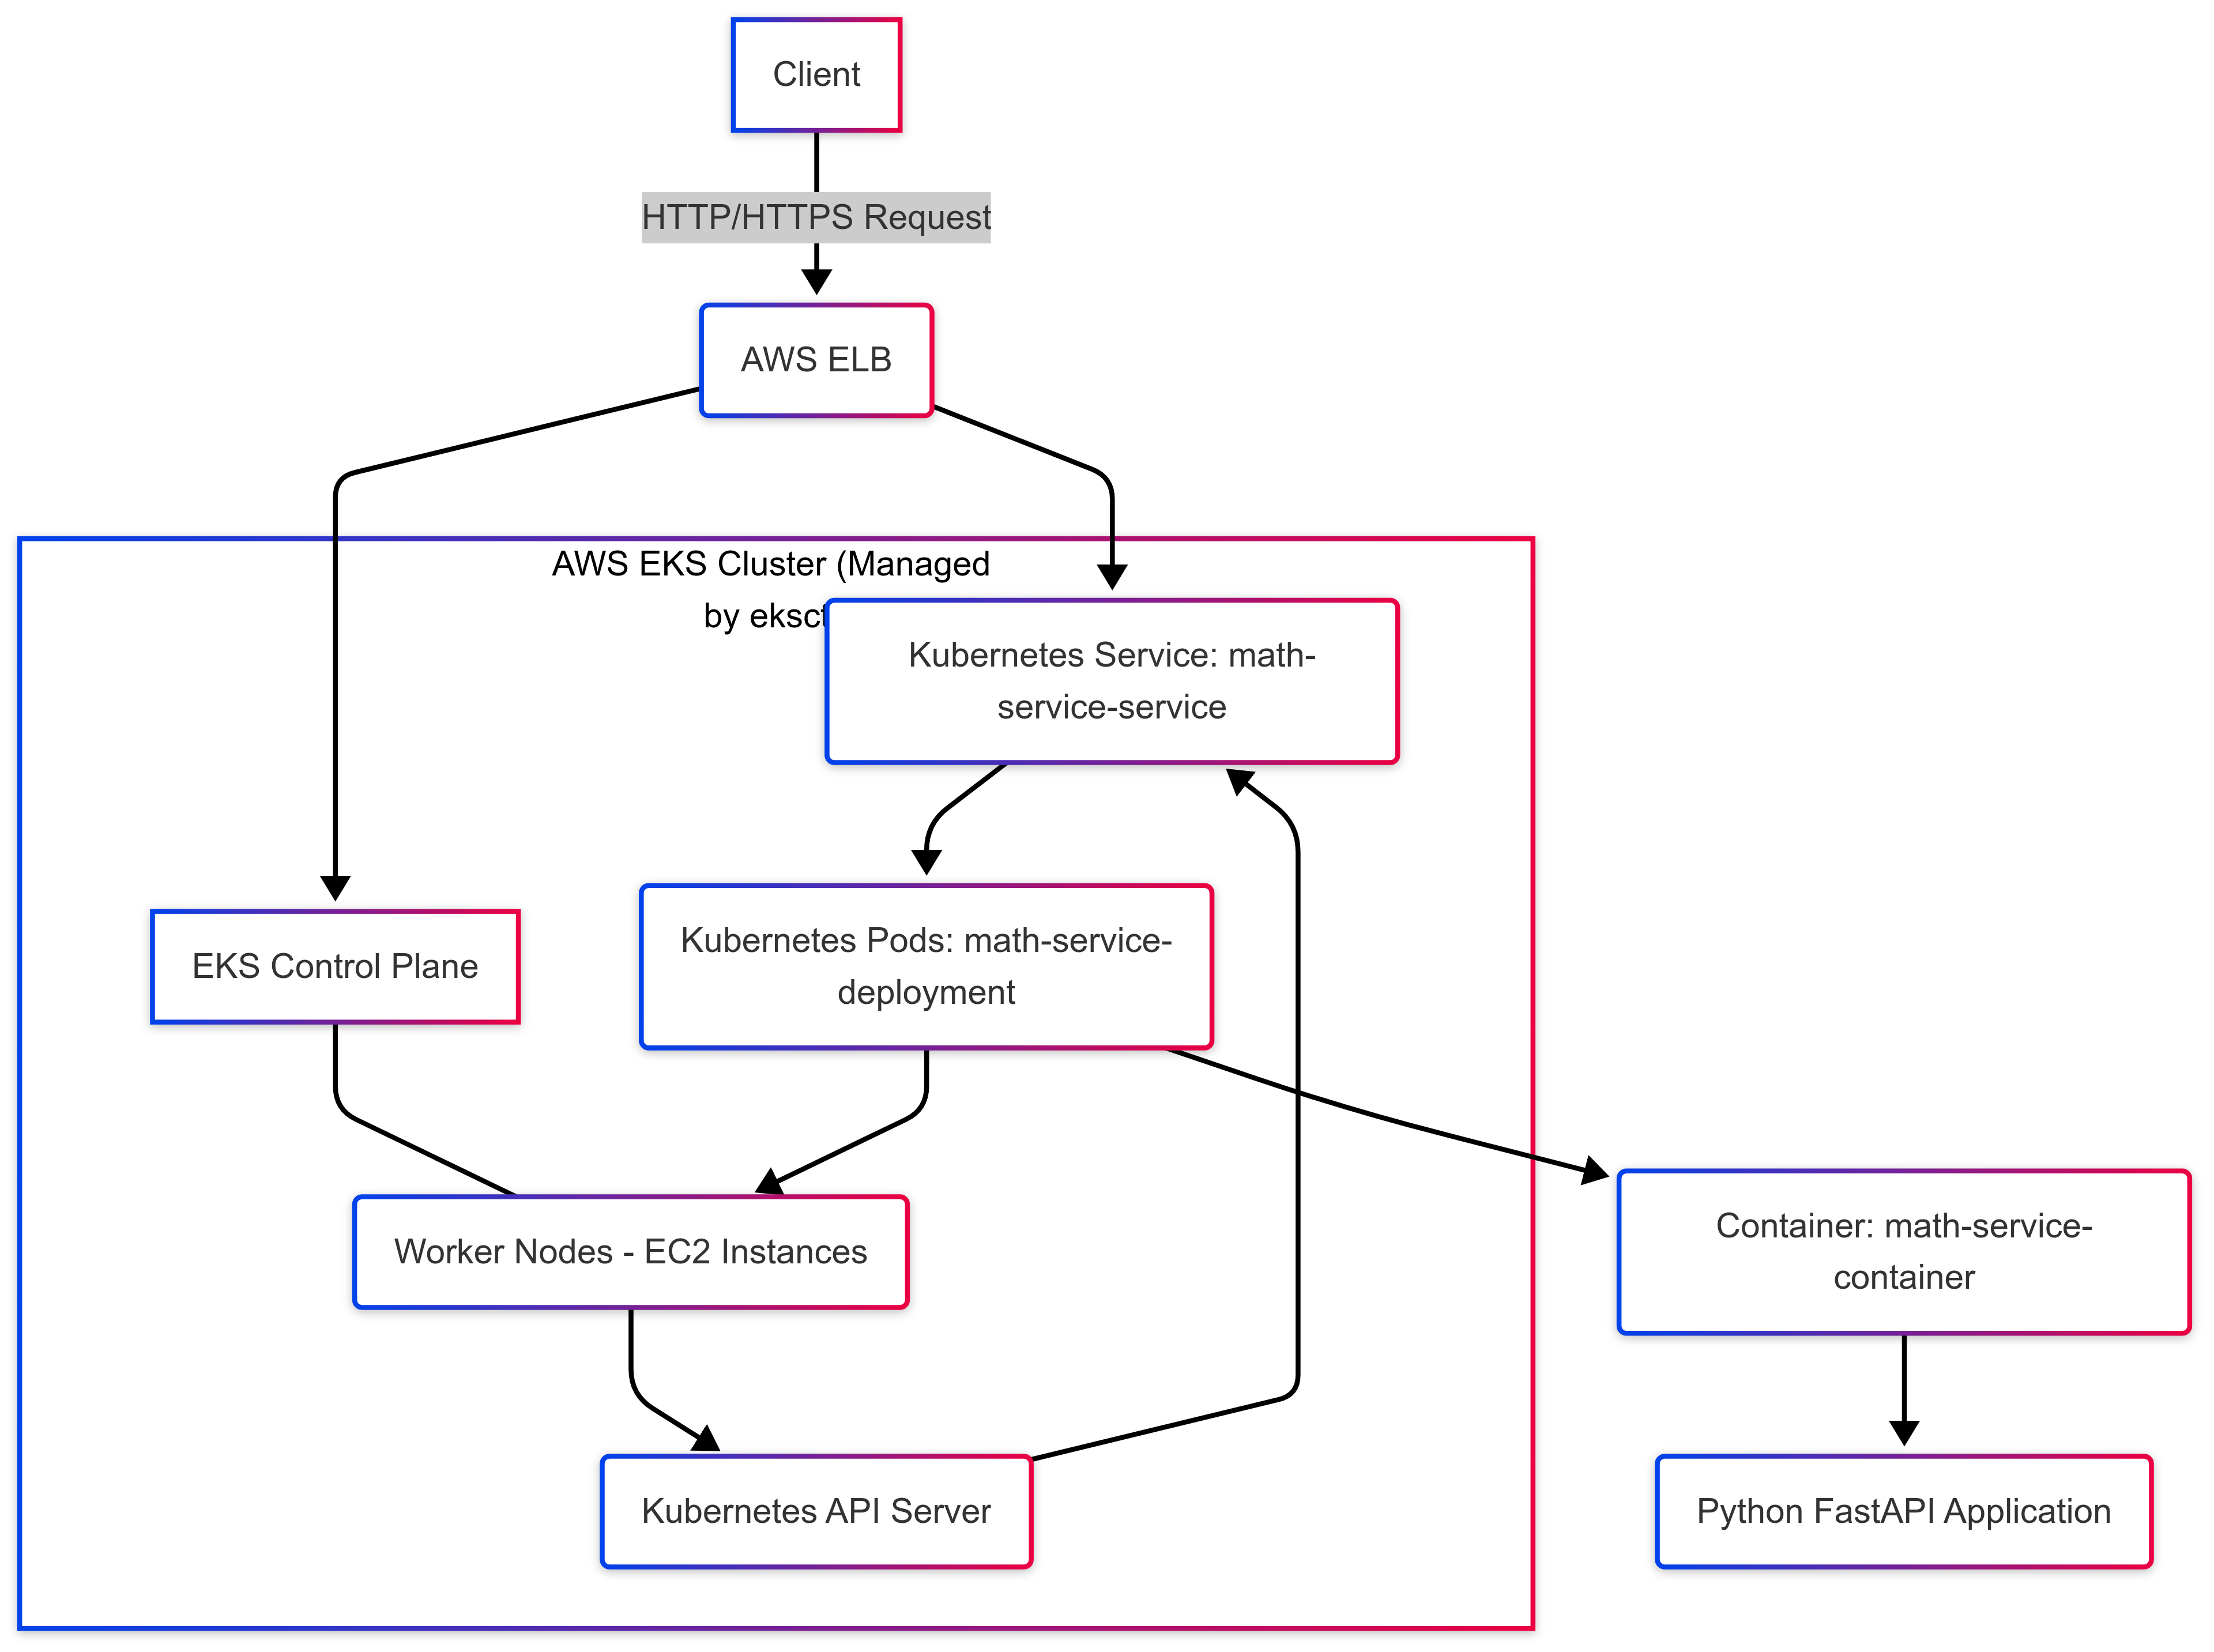 Client
HTTP/HTTPS Request
AWS ELB
AWS EKS Cluster (Managed
by
Kubernetes Service: math-
service-service
Kubernetes Pods: math-service-
deployment
EKS Control Plane
Worker Nodes - EC2 Instances
Container: math-service-
container
Kubernetes API Server
Python FastAPI Application